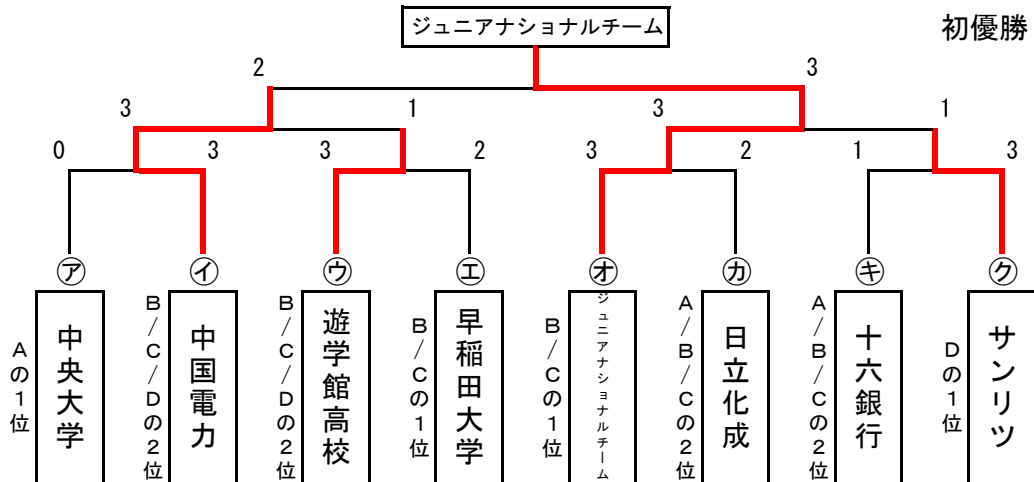 ジュニアナショナルチーム
初優勝
2
3
3
1
3
1
0
3
3
2
3
2
1
3
㋐
㋑
㋒
㋓
㋔
㋕
㋖
㋗
Aの1位
中央大学
B/C/Dの2位
中国電力
B/C/Dの2位
遊学館高校
B/Cの1位
早稲田大学
B/Cの1位
ジュニアナショナルチーム
A/B/Cの2位
日立化成
A/B/Cの2位
十六銀行
Dの1位
サンリツ